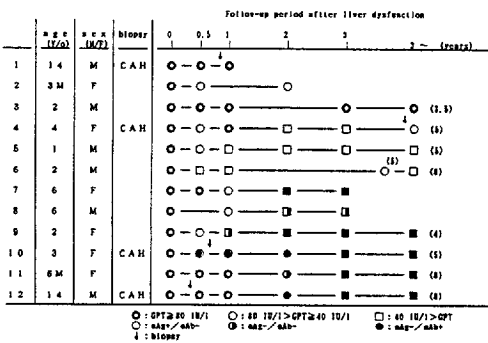 Follow-up period after liver dysfunction
age (Y/o) sex (M/F) biopsy 0 0.5 1 2 3 3 ~ (years)
1 14 M CAH
2 3M F
3 2 M (3.5)
4 4 F CAH (5)
5 1 M (5)
(5)
6 2 M (8)
7 6 F
8 6 M
9 2 F (4)
10 3 F CAH (5)
11 6M F (8)
12 14 M CAH (8)
: GPT≧80 IU/l : 80 IU/l>GPT≧40 IU/l : 40 IU/l>GPT
: eAg+/eAb- : eAg-/eAb- : eAg-/eAb+
: biopsy